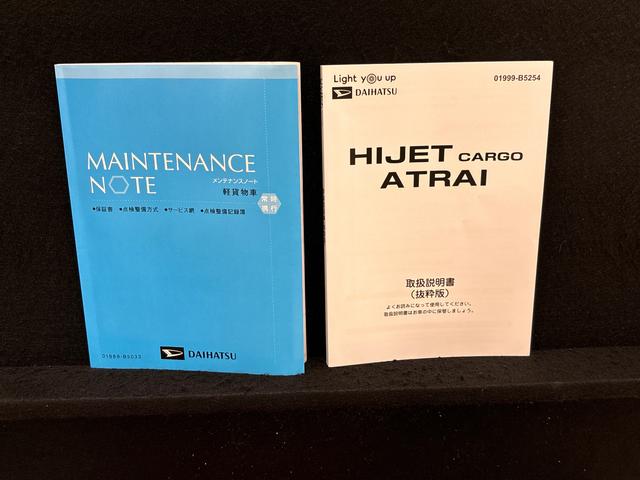 MAINTENANCE
NOTE
メンテナンスノート
軽貨物車
常時
携行
●保証書 ●点検整備方式 ●サービス網 ●点検整備記録簿
DAIHATSU
Light you up
01999-B5254
DAIHATSU
HIJET CARGO
ATRAI
取扱説明書
(抜粋版)
よくお読みになって使用してください。
取扱説明書はお車の中に保管しましょう。